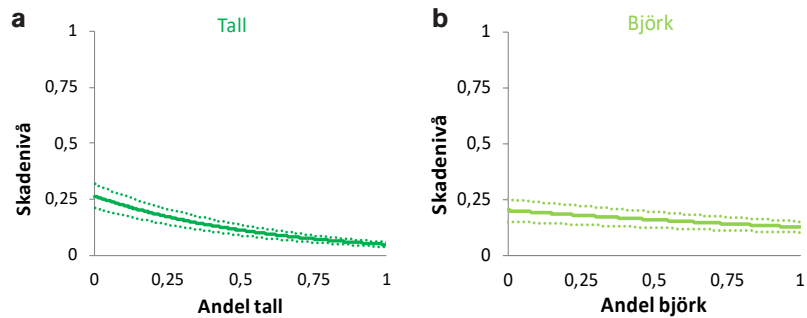 a
Tall
1
0,75
0,5
0,25
0
Skadenivå
0 0,25 0,5 0,75 1
Andel tall
b
Björk
1
0,75
0,5
0,25
0
Skadenivå
0 0,25 0,5 0,75 1
Andel björk